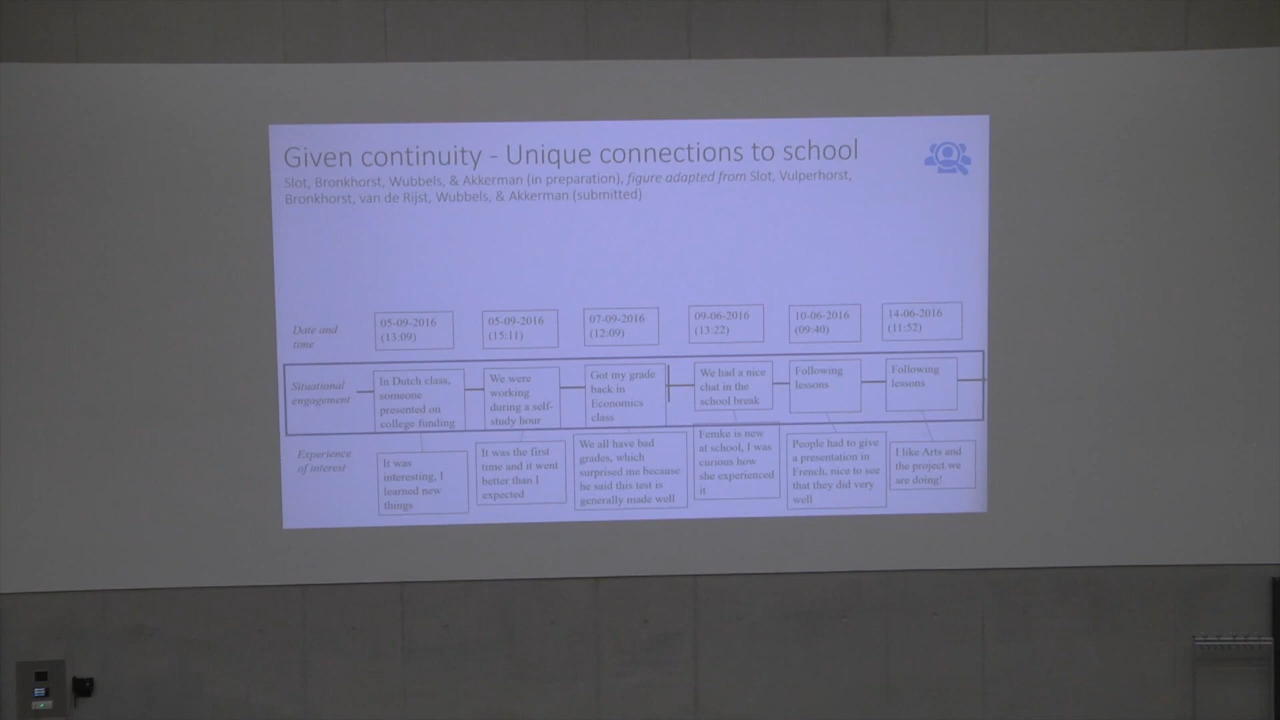 Given continuity - Unique connections to school
Slot, Bronkhorst, Wubbels, & Akkerman (in preparation), figure adapted from Slot, Vulperhorst,
Bronkhorst, van de Rijst, Wubbels, & Akkerman (submitted)
Date and
time
05-09-2016
(13:09)
05-09-2016
(15:11)
07-09-2016
(12:09)
09-06-2016
(13:22)
10-06-2016
(09:40)
14-06-2016
(11:52)
Situational
engagement
In Dutch class,
someone
presented on
college funding
We were
working
during a self-
study hour
Got my grade
back in
Economics
class
We had a nice
chat in the
school break
Following
lessons
Following
lessons
Experience
of interest
It was
interesting, I
learned new
things
It was the first
time and it went
better than I
expected
We all have bad
grades, which
surprised me because
he said this test is
generally made well
Femke is new
at school, I was
curious how
she experienced
it
People had to give
a presentation in
French, nice to see
that they did very
well
I like Arts and
the project we
are doing!